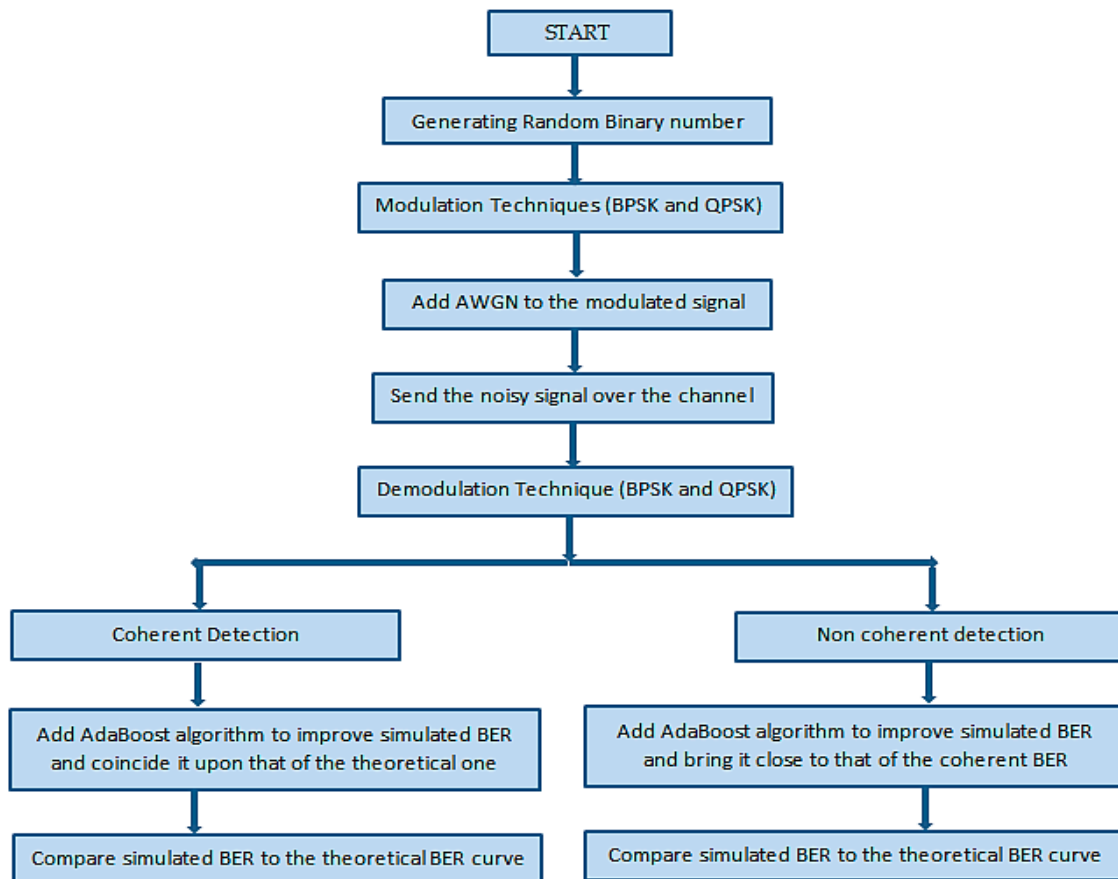 START
Generating Random Binary number
Modulation Techniques (BPSK and QPSK)
Add AWGN to the modulated signal
Send the noisy signal over the channel
Demodulation Technique (BPSK and QPSK)
Coherent Detection
Non coherent detection
Add AdaBoost algorithm to improve simulated BER
and coincide it upon that of the theoretical one
Add AdaBoost algorithm to improve simulated BER
and bring it close to that of the coherent BER
Compare simulated BER to the theoretical BER curve
Compare simulated BER to the theoretical BER curve